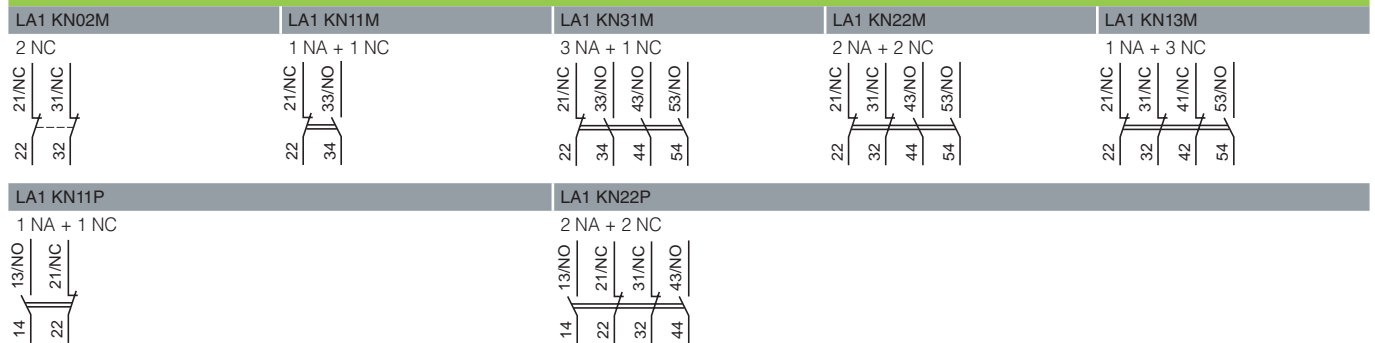 LA1 KN02M LA1 KN11M LA1 KN31M LA1 KN22M LA1 KN13M
2 NC 1 NA + 1 NC 3 NA + 1 NC 2 NA + 2 NC 1 NA + 3 NC
21/NC 31/NC 21/NC 33/NO 21/NC 33/NO 43/NO 53/NO 21/NC 31/NC 43/NO 53/NO 21/NC 31/NC 41/NC 53/NO
22 32 22 34 22 34 44 54 22 32 44 54 22 32 42 54
LA1 KN11P LA1 KN22P
1 NA + 1 NC 2 NA + 2 NC
13/NO 21/NC 13/NO 21/NC 31/NC 43/NO
14 22 14 22 32 44